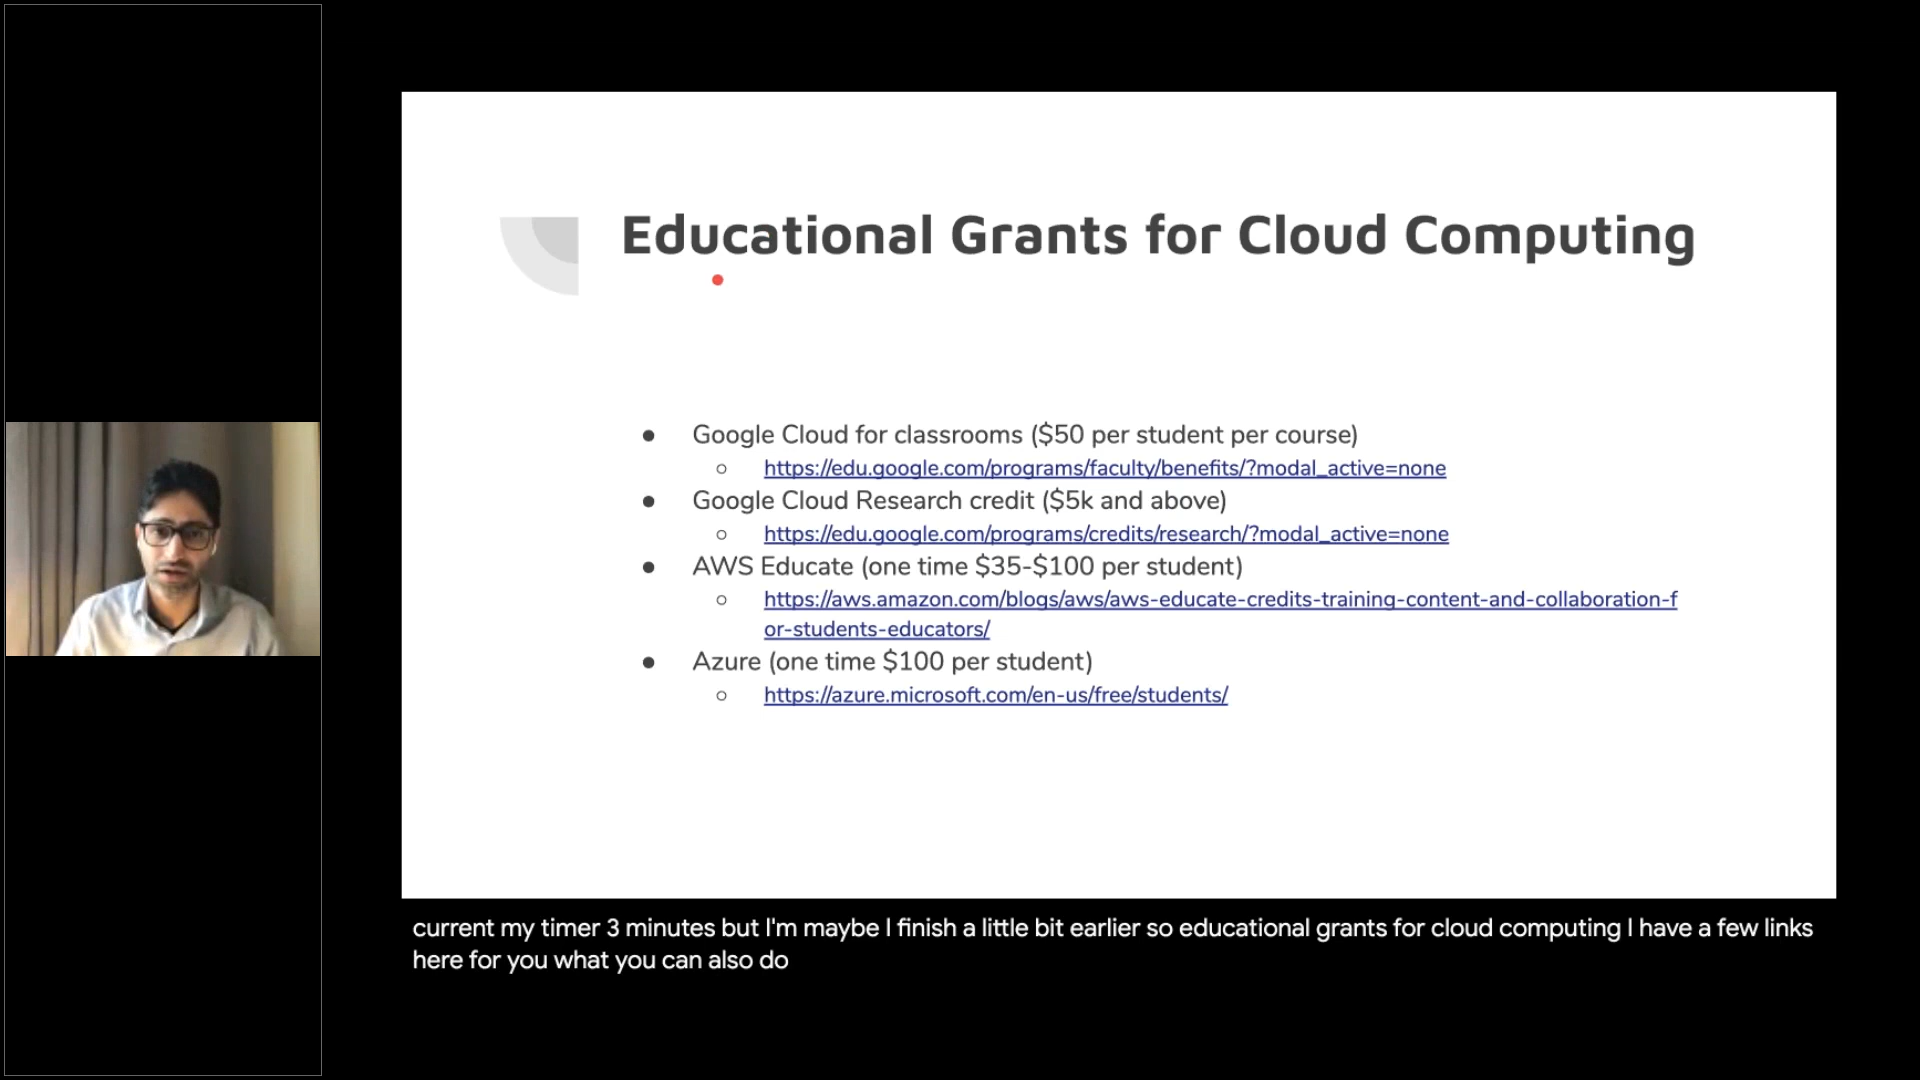 Educational Grants for Cloud Computing
● Google Cloud for classrooms ($50 per student per course)
○ https://edu.google.com/programs/faculty/benefits/?modal_active=none
● Google Cloud Research credit ($5k and above)
○ https://edu.google.com/programs/credits/research/?modal_active=none
● AWS Educate (one time $35-$100 per student)
○ https://aws.amazon.com/blogs/aws/aws-educate-credits-training-content-and-collaboration-f
or-students-educators/
● Azure (one time $100 per student)
○ https://azure.microsoft.com/en-us/free/students/
current my timer 3 minutes but I'm maybe I finish a little bit earlier so educational grants for cloud computing I have a few links
here for you what you can also do